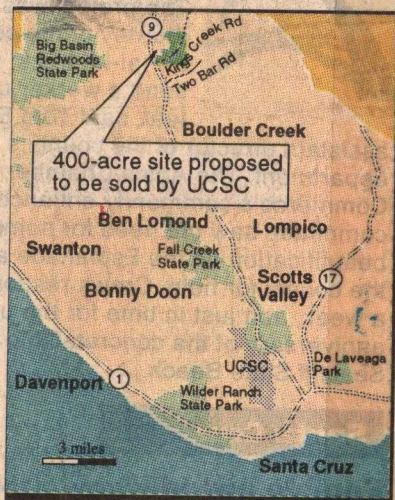 9
Kings Creek Rd
Big Basin
Redwoods
State Park
Two Bar Rd
Boulder Creek
400-acre site proposed
to be sold by UCSC
Ben Lomond
Lompico
Swanton
Fall Creek
State Park
Scotts
Valley
17
Bonny Doon
UCSC
De Laveaga
Park
Davenport
1
Wilder Ranch
State Park
3 miles
Santa Cruz